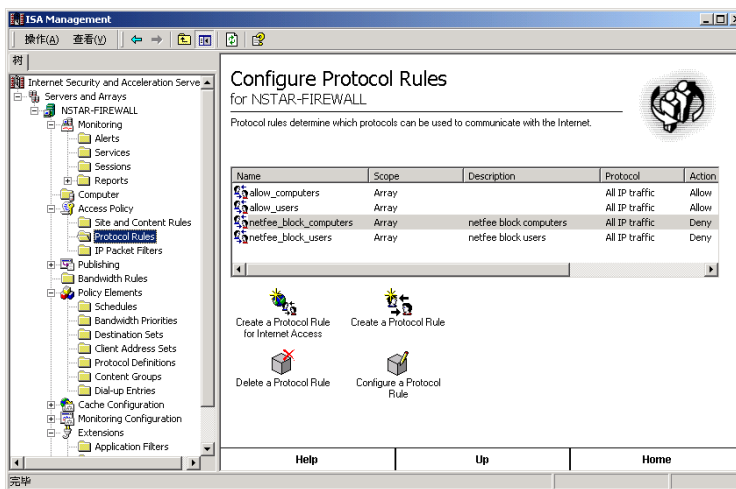 ISA Management
操作(A) 查看(V)
树
Internet Security and Acceleration Serve
Servers and Arrays
NSTAR-FIREWALL
Monitoring
Alerts
Services
Sessions
Reports
Computer
Access Policy
Site and Content Rules
Protocol Rules
IP Packet Filters
Publishing
Bandwidth Rules
Policy Elements
Schedules
Bandwidth Priorities
Destination Sets
Client Address Sets
Protocol Definitions
Content Groups
Dial-up Entries
Cache Configuration
Monitoring Configuration
Extensions
Application Filters
Configure Protocol Rules
for NSTAR-FIREWALL
Protocol rules determine which protocols can be used to communicate with the Internet.
Name Scope Description Protocol Action
allow_computers Array All IP traffic Allow
allow_users Array All IP traffic Allow
netfee_block_computers Array netfee block computers All IP traffic Deny
netfee_block_users Array netfee block users All IP traffic Deny
Create a Protocol Rule for Internet Access
Create a Protocol Rule
Delete a Protocol Rule
Configure a Protocol Rule
Help Up Home
完毕